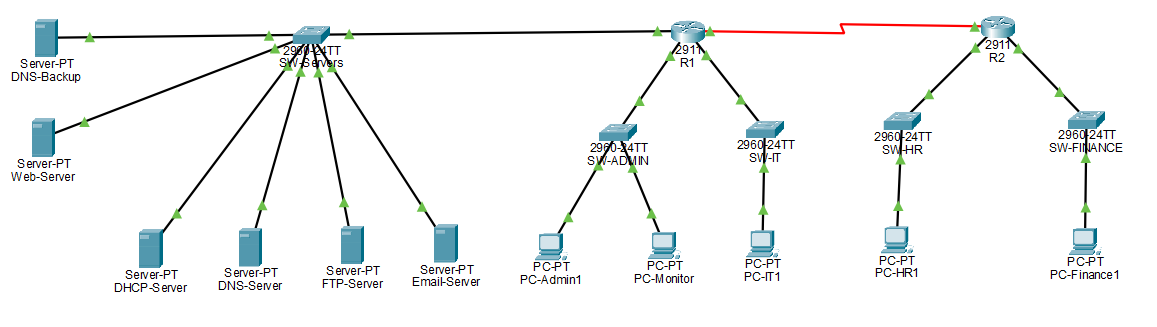 Server-PT
DNS-Backup
2960-24TT
SW-Servers
2911
R1
2911
R2
Server-PT
Web-Server
2960-24TT
SW-ADMIN
2960-24TT
SW-IT
2960-24TT
SW-HR
2960-24TT
SW-FINANCE
Server-PT
DHCP-Server
Server-PT
DNS-Server
Server-PT
FTP-Server
Server-PT
Email-Server
PC-PT
PC-Admin1
PC-PT
PC-Monitor
PC-PT
PC-IT1
PC-PT
PC-HR1
PC-PT
PC-Finance1